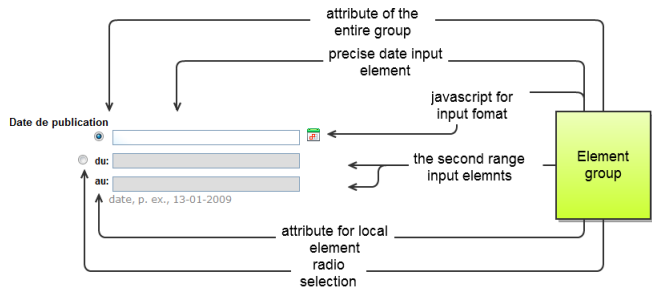 attribute of the
entire group
precise date input
element
javascript for
input fomat
Date de publication
Element
group
the second range
input elemnts
du:
au:
date, p. ex., 13-01-2009
attribute for local
element
radio
selection